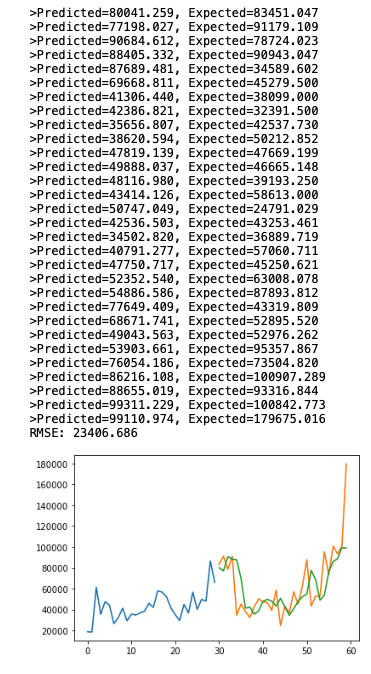 >Predicted=80041.259, Expected=83451.047
>Predicted=77198.027, Expected=91179.109
>Predicted=90684.612, Expected=78724.023
>Predicted=88405.332, Expected=90943.047
>Predicted=87689.481, Expected=34589.602
>Predicted=69668.811, Expected=45279.500
>Predicted=41306.440, Expected=38099.000
>Predicted=42386.821, Expected=32391.500
>Predicted=35656.807, Expected=42537.730
>Predicted=38620.594, Expected=50212.852
>Predicted=47819.139, Expected=47669.199
>Predicted=49888.037, Expected=46665.148
>Predicted=48116.980, Expected=39193.250
>Predicted=43414.126, Expected=58613.000
>Predicted=50747.049, Expected=24791.029
>Predicted=42536.503, Expected=43253.461
>Predicted=34502.820, Expected=36889.719
>Predicted=40791.277, Expected=57060.711
>Predicted=47750.717, Expected=45250.621
>Predicted=52352.540, Expected=63008.078
>Predicted=54886.586, Expected=87893.812
>Predicted=77649.409, Expected=43319.809
>Predicted=68671.741, Expected=52895.520
>Predicted=49043.563, Expected=52976.262
>Predicted=53903.661, Expected=95357.867
>Predicted=76054.186, Expected=73504.820
>Predicted=86216.108, Expected=100907.289
>Predicted=88655.019, Expected=93316.844
>Predicted=99311.229, Expected=100842.773
>Predicted=99110.974, Expected=179675.016
RMSE: 23406.686
180000
160000
140000
120000
100000
80000
60000
40000
20000
0 10 20 30 40 50 60